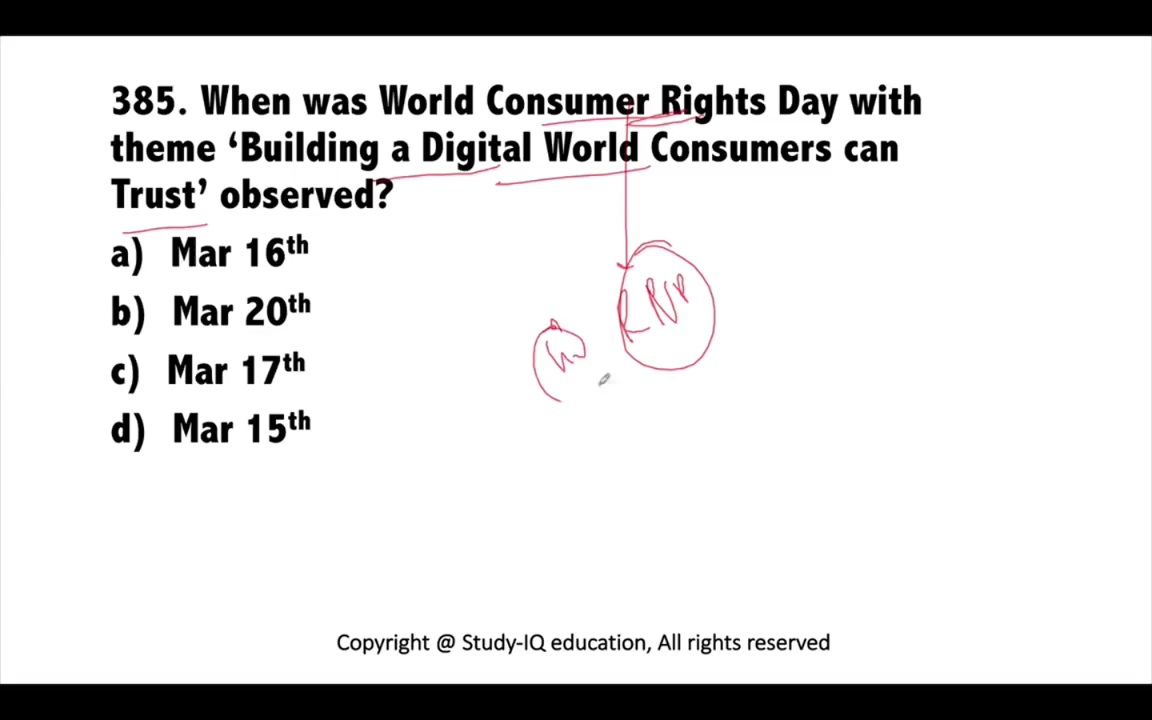 385. When was World Consumer Rights Day with
theme ‘Building a Digital World Consumers can
Trust’ observed?
a) Mar 16th
b) Mar 20th
c) Mar 17th
d) Mar 15th
Copyright @ Study-IQ education, All rights reserved